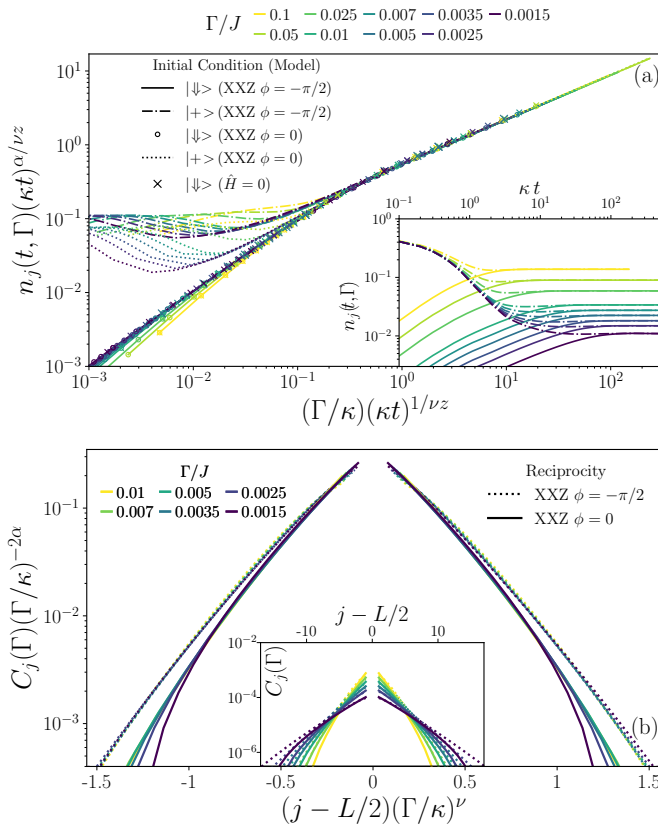 Γ/J
0.1 0.025 0.007 0.0035 0.0015
0.05 0.01 0.005 0.0025
(a)
Initial Condition (Model)
|⇓> (XXZ ϕ = −π/2)
|+> (XXZ ϕ = −π/2)
|⇓> (XXZ ϕ = 0)
|+> (XXZ ϕ = 0)
|⇓> (Ĥ = 0)
n_j(t, Γ)(κt)^{α/νz}
10^1
10^0
10^{-1}
10^{-2}
10^{-3}
10^{-3} 10^{-2} 10^{-1} 10^0 10^1 10^2
(Γ/κ)(κt)^{1/νz}
κ t
10^{-1} 10^0 10^1 10^2
n_j(t, Γ)
10^0
10^{-1}
10^{-2}
Γ/J
0.01 0.005 0.0025
0.007 0.0035 0.0015
Reciprocity
XXZ ϕ = −π/2
XXZ ϕ = 0
C_j(Γ)(Γ/κ)^{-2α}
10^{-1}
10^{-2}
10^{-3}
j − L/2
-10 0 10
C_j(Γ)
10^{-2}
10^{-4}
10^{-6}
(b)
-1.5 -1 -0.5 0 0.5 1 1.5
(j − L/2)(Γ/κ)^ν